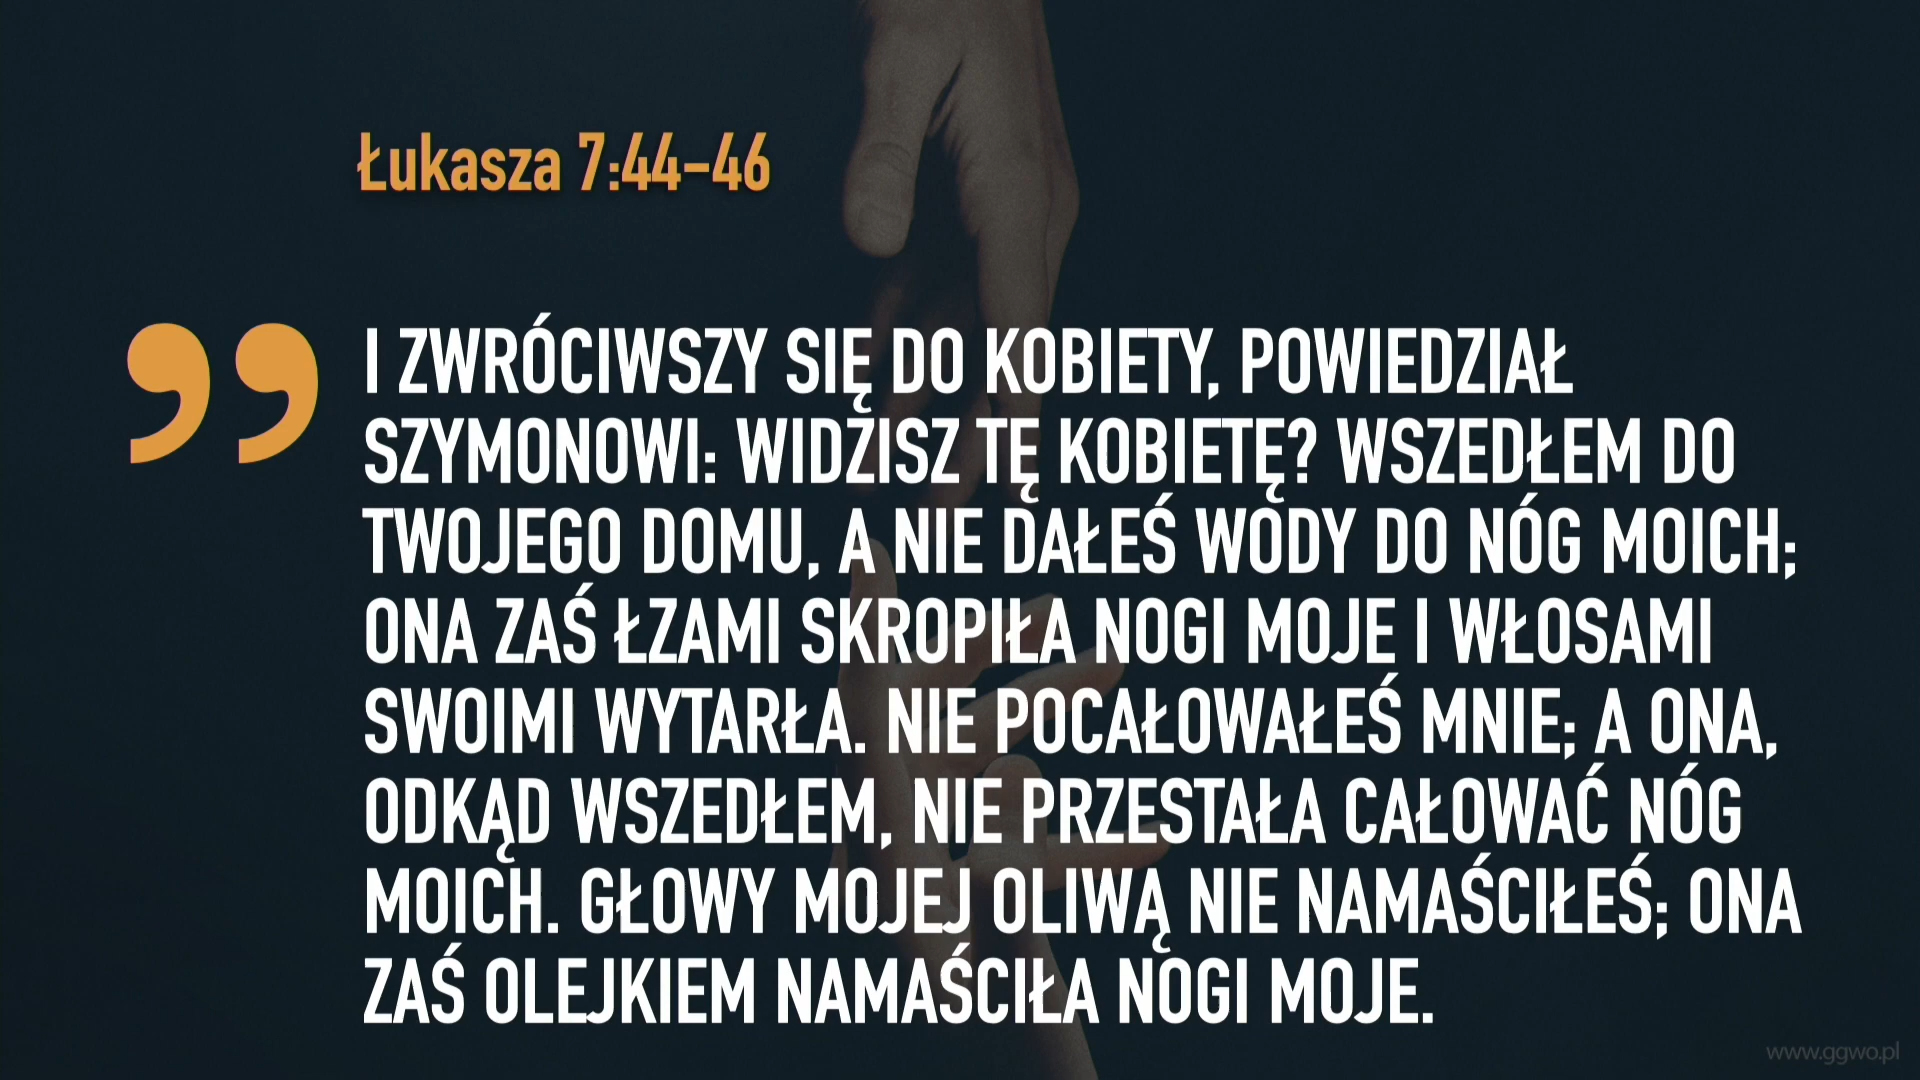 Łukasza 7:44-46
”
I ZWRÓCIWSZY SIĘ DO KOBIETY, POWIEDZIAŁ
SZYMONOWI: WIDZISZ TĘ KOBIETĘ? WSZEDŁEM DO
TWOJEGO DOMU, A NIE DAŁEŚ WODY DO NÓG MOICH;
ONA ZAŚ ŁZAMI SKROPIŁA NOGI MOJE I WŁOSAMI
SWOIMI WYTARŁA. NIE POCAŁOWAŁEŚ MNIE; A ONA,
ODKĄD WSZEDŁEM, NIE PRZESTAŁA CAŁOWAĆ NÓG
MOICH. GŁOWY MOJEJ OLIWĄ NIE NAMAŚCIŁEŚ; ONA
ZAŚ OLEJKIEM NAMAŚCIŁA NOGI MOJE.
www.ggwo.pl